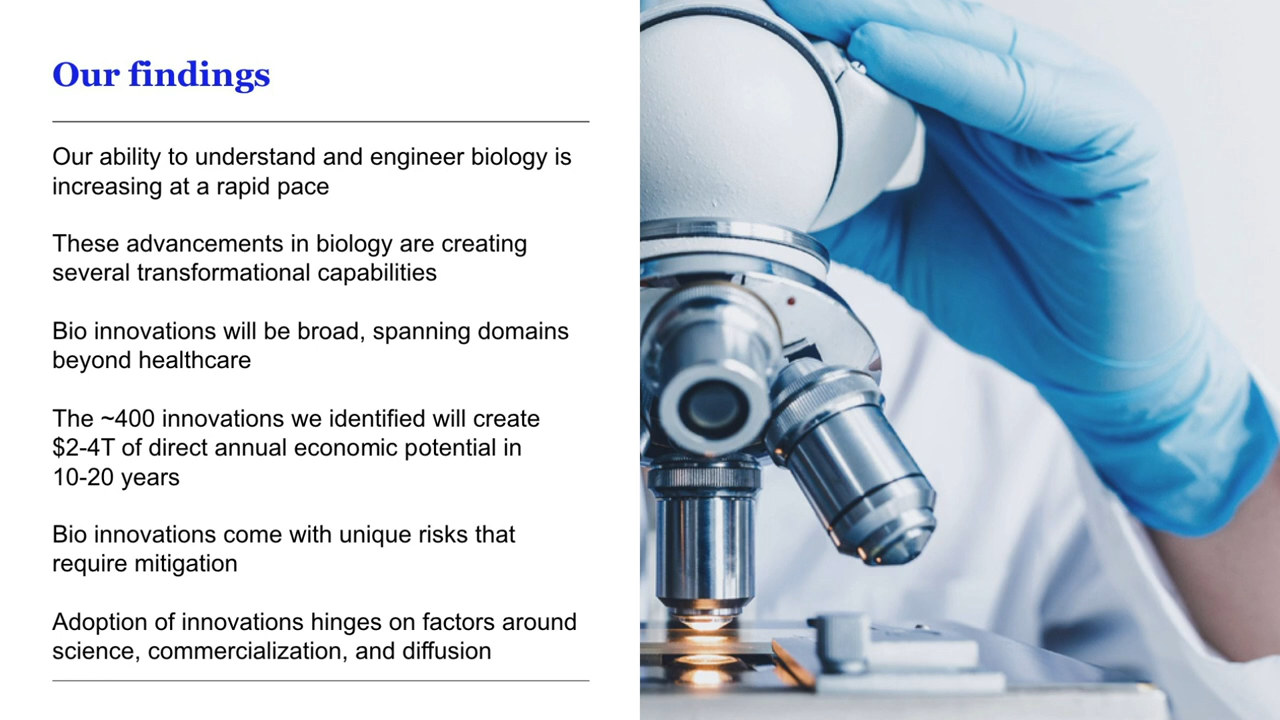 Our findings
Our ability to understand and engineer biology is
increasing at a rapid pace
These advancements in biology are creating
several transformational capabilities
Bio innovations will be broad, spanning domains
beyond healthcare
The ~400 innovations we identified will create
$2-4T of direct annual economic potential in
10-20 years
Bio innovations come with unique risks that
require mitigation
Adoption of innovations hinges on factors around
science, commercialization, and diffusion